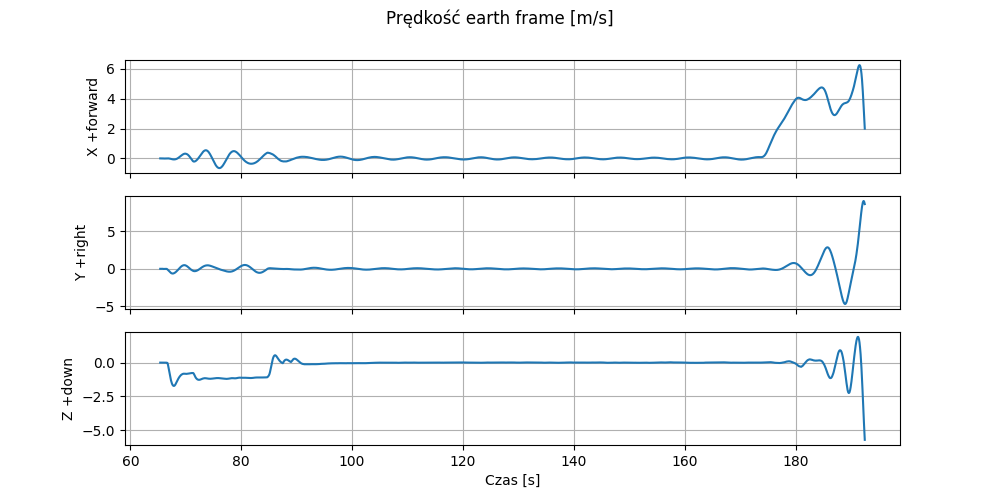 Prędkość earth frame [m/s]
X +forward
6
4
2
0
Y +right
5
0
−5
Z +down
0.0
−2.5
−5.0
60 80 100 120 140 160 180
Czas [s]